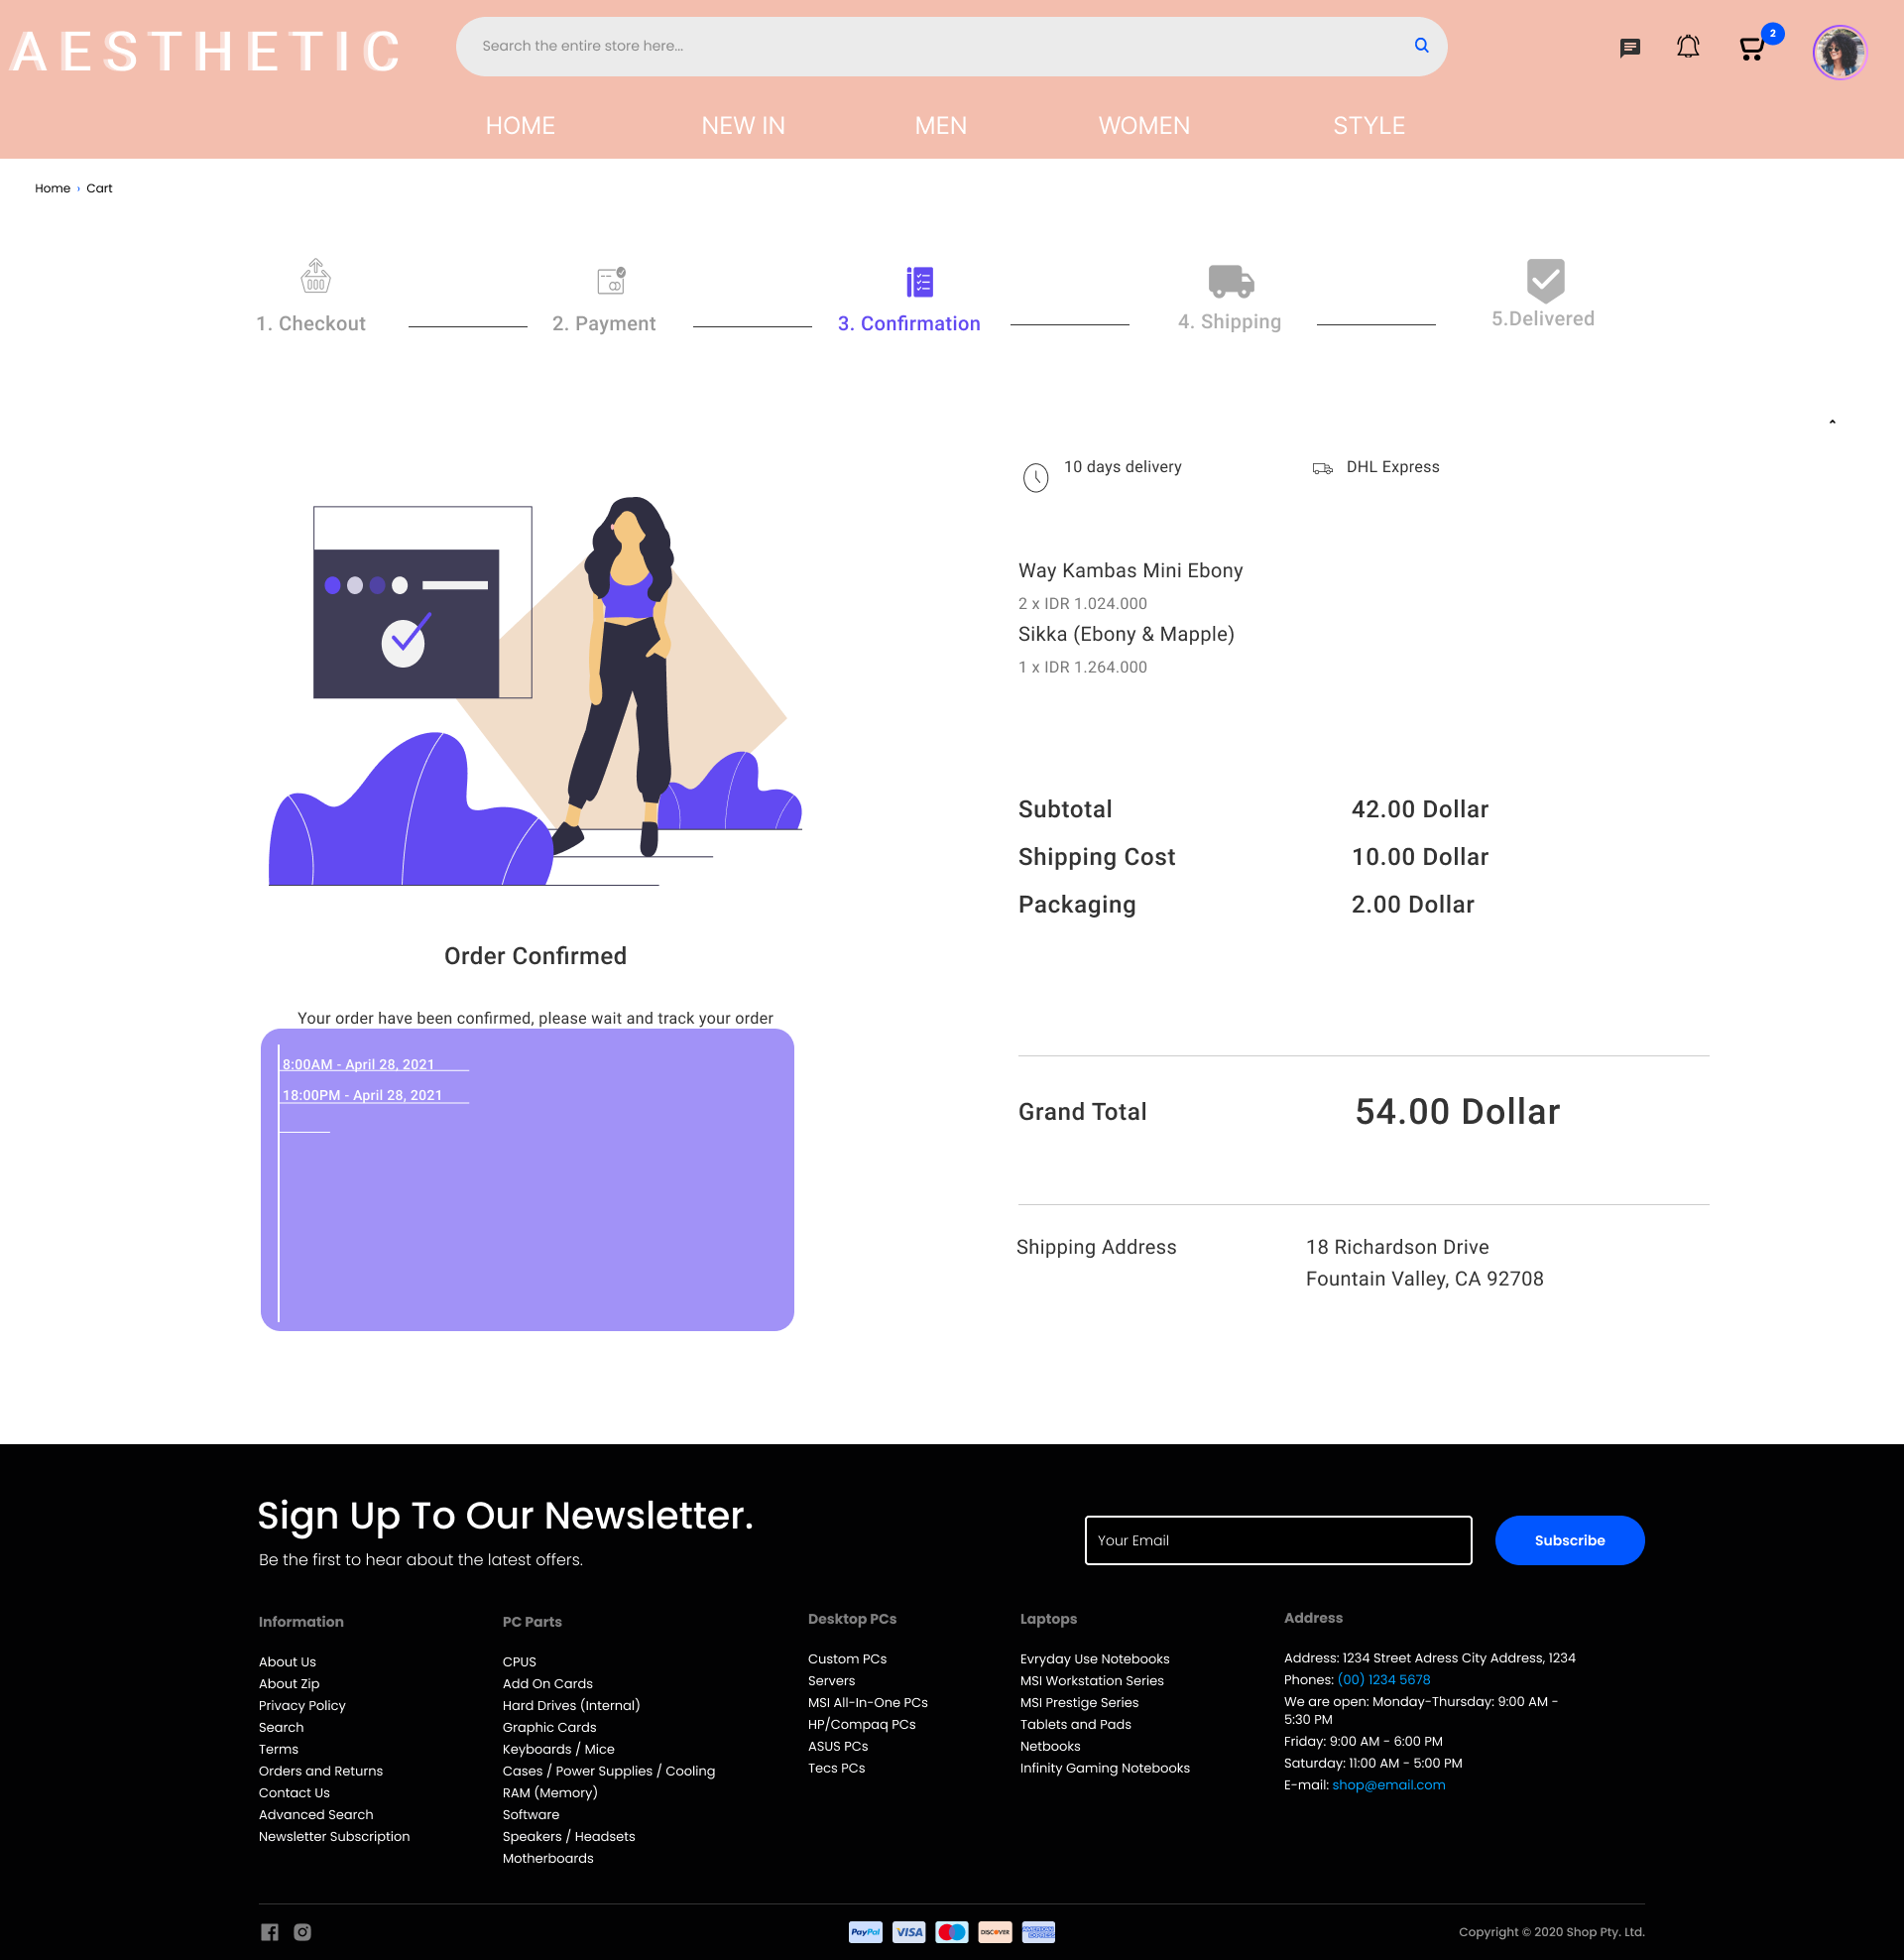 AESTHETIC
Search the entire store here...
2
HOME NEW IN MEN WOMEN STYLE
Home › Cart
1. Checkout
2. Payment
3. Confirmation
4. Shipping
5.Delivered
10 days delivery
DHL Express
Way Kambas Mini Ebony
2 x IDR 1.024.000
Sikka (Ebony & Mapple)
1 x IDR 1.264.000
Subtotal 42.00 Dollar
Shipping Cost 10.00 Dollar
Packaging 2.00 Dollar
Order Confirmed
Your order have been confirmed, please wait and track your order
8:00AM - April 28, 2021
18:00PM - April 28, 2021
Grand Total 54.00 Dollar
Shipping Address
18 Richardson Drive
Fountain Valley, CA 92708
Sign Up To Our Newsletter.
Be the first to hear about the latest offers.
Your Email
Subscribe
Information
About Us
About Zip
Privacy Policy
Search
Terms
Orders and Returns
Contact Us
Advanced Search
Newsletter Subscription
PC Parts
CPUS
Add On Cards
Hard Drives (Internal)
Graphic Cards
Keyboards / Mice
Cases / Power Supplies / Cooling
RAM (Memory)
Software
Speakers / Headsets
Motherboards
Desktop PCs
Custom PCs
Servers
MSI All-In-One PCs
HP/Compaq PCs
ASUS PCs
Tecs PCs
Laptops
Evryday Use Notebooks
MSI Workstation Series
MSI Prestige Series
Tablets and Pads
Netbooks
Infinity Gaming Notebooks
Address
Address: 1234 Street Adress City Address, 1234
Phones: (00) 1234 5678
We are open: Monday-Thursday: 9:00 AM -
5:30 PM
Friday: 9:00 AM - 6:00 PM
Saturday: 11:00 AM - 5:00 PM
E-mail: shop@email.com
PayPal
VISA
DISCOVER
AMERICAN EXPRESS
Copyright © 2020 Shop Pty. Ltd.